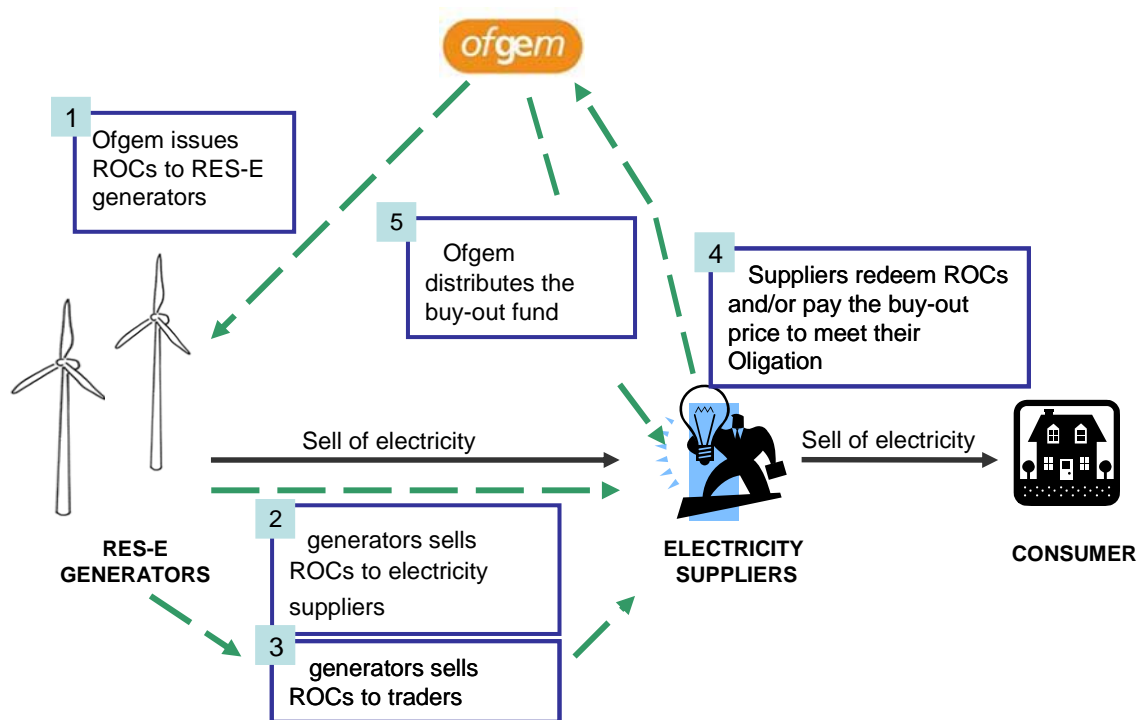 ofgem
1
Ofgem issues
ROCs to RES-E
generators
5
Ofgem
distributes the
buy-out fund
4
Suppliers redeem ROCs
and/or pay the buy-out
price to meet their
Oligation
Sell of electricity
Sell of electricity
RES-E
GENERATORS
2
generators sells
ROCs to electricity
suppliers
ELECTRICITY
SUPPLIERS
CONSUMER
3
generators sells
ROCs to traders